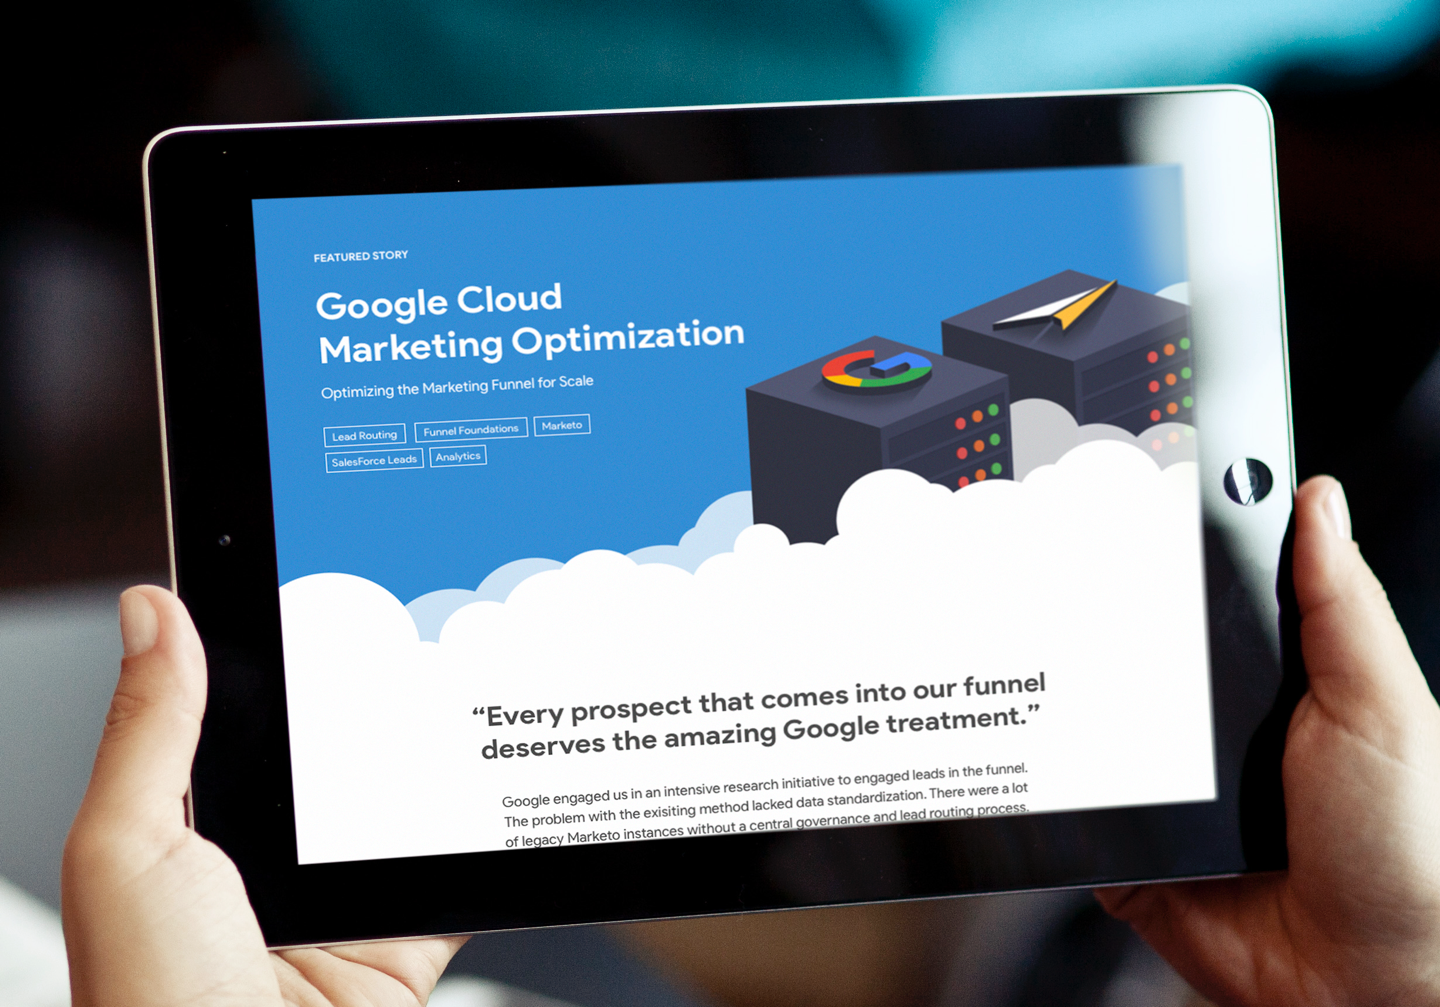 FEATURED STORY
Google Cloud
Marketing Optimization
Optimizing the Marketing Funnel for Scale
Lead Routing
Funnel Foundations
Marketo
SalesForce Leads
Analytics
“Every prospect that comes into our funnel
deserves the amazing Google treatment.”
Google engaged us in an intensive research initiative to engaged leads in the funnel.
The problem with the exisiting method lacked data standardization. There were a lot
of legacy Marketo instances without a central governance and lead routing process.